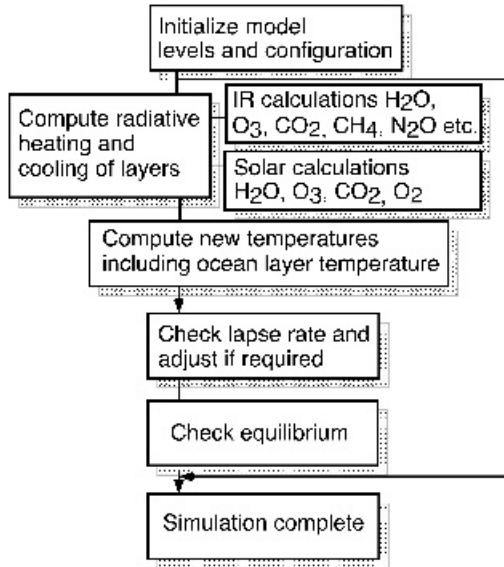 Initialize model
levels and configuration
Compute radiative
heating and
cooling of layers
IR calculations H2O,
O3, CO2, CH4, N2O etc.
Solar calculations
H2O, O3, CO2, O2
Compute new temperatures
including ocean layer temperature
Check lapse rate and
adjust if required
Check equilibrium
Simulation complete